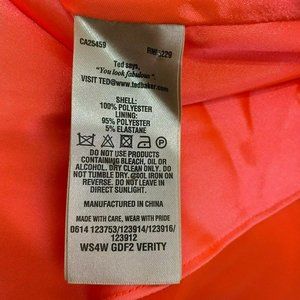 CA25459
Ted says,
"You look fabulous".
VISIT TED@www.tedbaker.com
SHELL:
100% POLYESTER
LINING:
95% POLYESTER
5% ELASTANE
DO NOT USE PRODUCTS
CONTAINING BLEACH, OIL OR
ALCOHOL. DRY CLEAN ONLY. DO
NOT TUMBLE DRY. COOL IRON ON
REVERSE. DO NOT LEAVE IN
DIRECT SUNLIGHT.
MANUFACTURED IN CHINA
MADE WITH CARE, WEAR WITH PRIDE
0614 123753/123914/123916/
123912
WS4W GDF2 VERITY